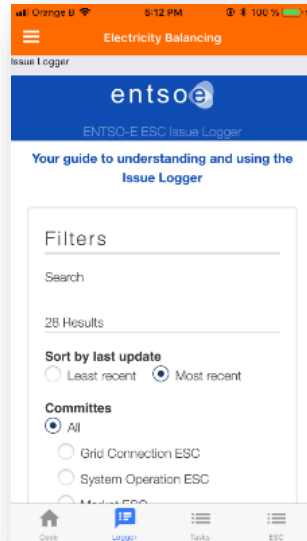 Orange B 5:12 PM 100 %
Electricity Balancing
Issue Logger
entsoe
ENTSO-E ESC Issue Logger
Your guide to understanding and using the
Issue Logger
Filters
Search
28 Results
Sort by last update
Least recent Most recent
Committes
All
Grid Connection ESC
System Operation ESC
Market ESC
Code Logger Tasks ESC